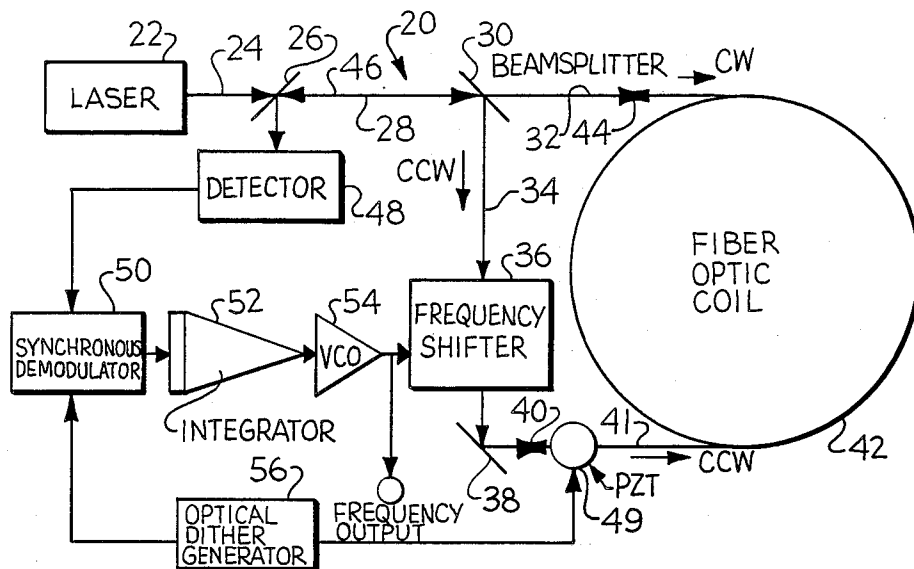 22
24
26
46
20
30
BEAMSPLITTER
CW
LASER
28
32
44
CCW
34
DETECTOR
48
FIBER
OPTIC
COIL
36
50
52
54
FREQUENCY
SHIFTER
SYNCHRONOUS
DEMODULATOR
VCO
INTEGRATOR
40
41
42
38
CCW
PZT
49
56
OPTICAL
DITHER
GENERATOR
FREQUENCY
OUTPUT